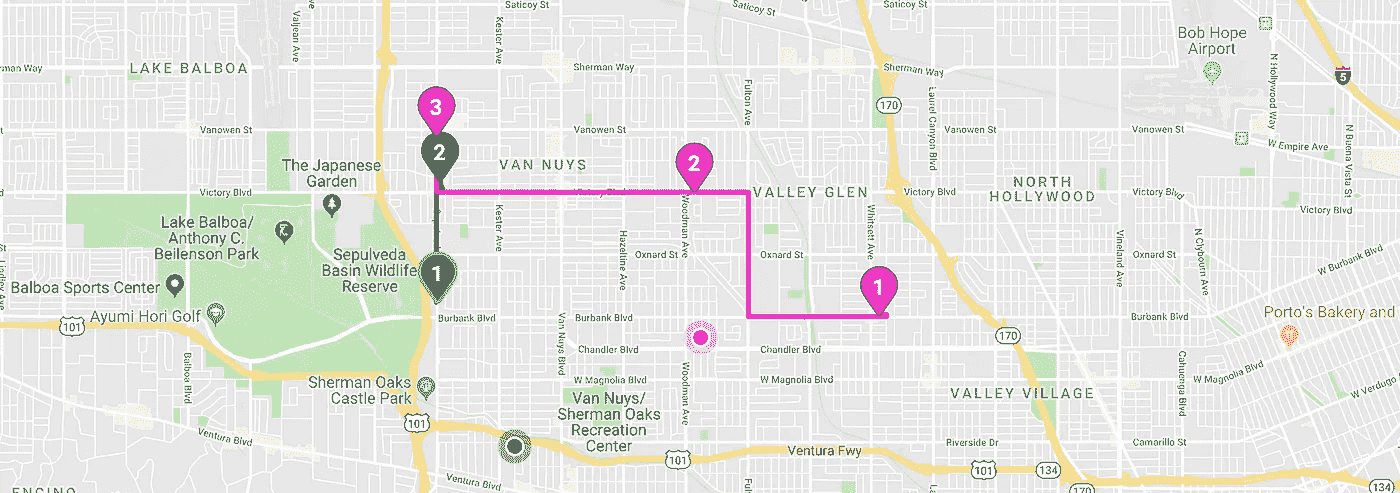 Saticoy St
Saticoy St
Valjean Ave
Kester Ave
Bob Hope
Airport
N Hollywood Way
5
rman Way
LAKE BALBOA
Sherman Way
Sherman Way
Fulton Ave
170
Laurel Canyon Blvd
3
Vanowen St
Vanowen St
Vanowen St
Vanowen St
W Empire Ave
N Buena Vista St
2
VAN NUYS
2
The Japanese
Garden
Victory Blvd
Victory Blvd
VALLEY GLEN
Victory Blvd
NORTH
HOLLYWOOD
Victory Blvd
Lake Balboa/
Anthony C.
Beilenson Park
Kester Ave
Woodman Ave
Whitsett Ave
Hazeltine Ave
Vineland Ave
N Clybourn Ave
Sepulveda
Basin Wildlife
Reserve
Oxnard St
Oxnard St
W Burbank Blvd
Lindley Ave
1
1
Balboa Sports Center
Ayumi Hori Golf
101
Burbank Blvd
Burbank Blvd
Burbank Blvd
Burbank Blvd
Porto's Bakery and
170
Van Nuys Blvd
Chandler Blvd
Chandler Blvd
Balboa Blvd
Woodman Ave
Cahuenga Blvd
Sherman Oaks
Castle Park
W Magnolia Blvd
W Magnolia Blvd
W Magnolia Blvd
W Verdugo
VALLEY VILLAGE
Van Nuys/
Sherman Oaks
Recreation
Center
101
Ventura Blvd
Riverside Dr
Camarillo St
Ventura Fwy
101
101
134
134
Ventura Blvd
170
ENCINO